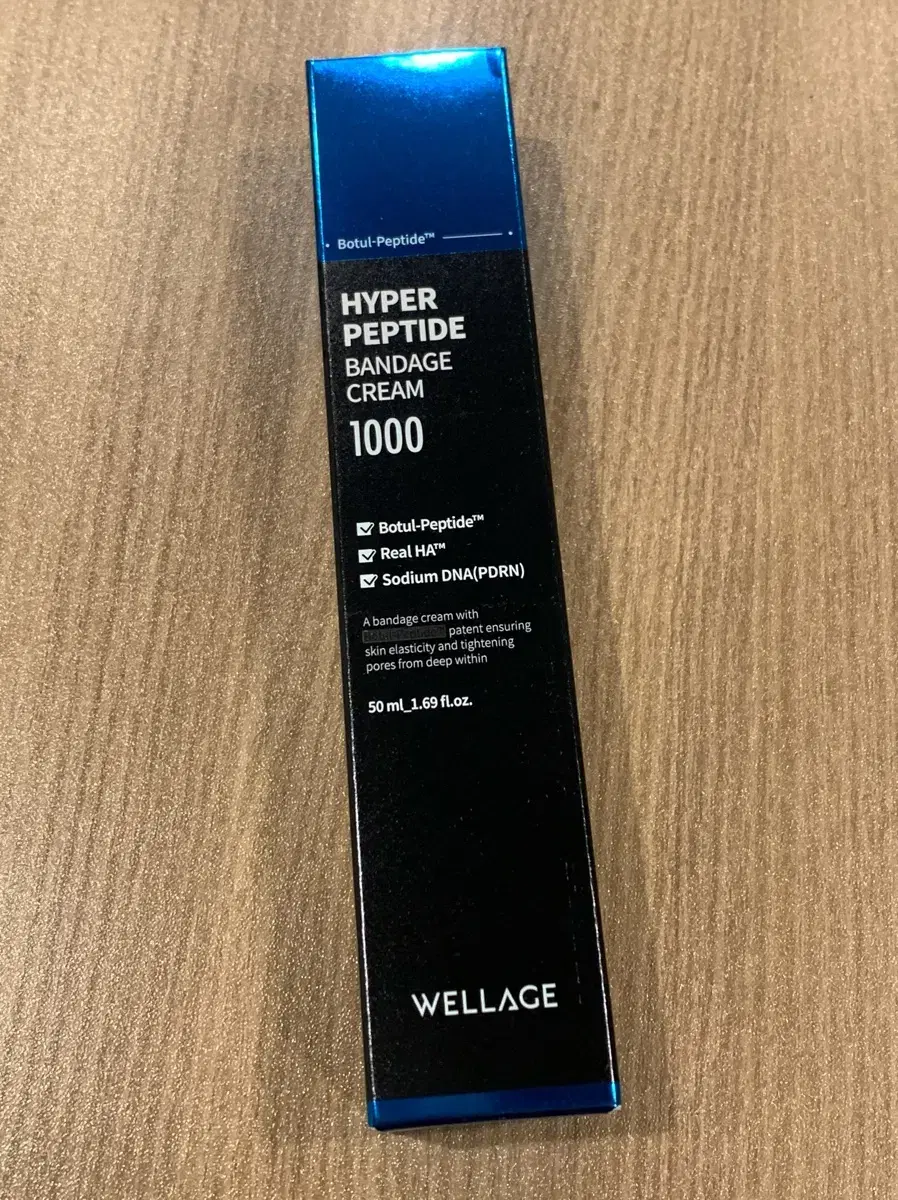 Botul-Peptide™
HYPER
PEPTIDE
BANDAGE
CREAM
1000
Botul-Peptide™
Real HA™
Sodium DNA(PDRN)
A bandage cream with
patent ensuring
skin elasticity and tightening
pores from deep within
50 ml_1.69 fl.oz.
WELLAGE